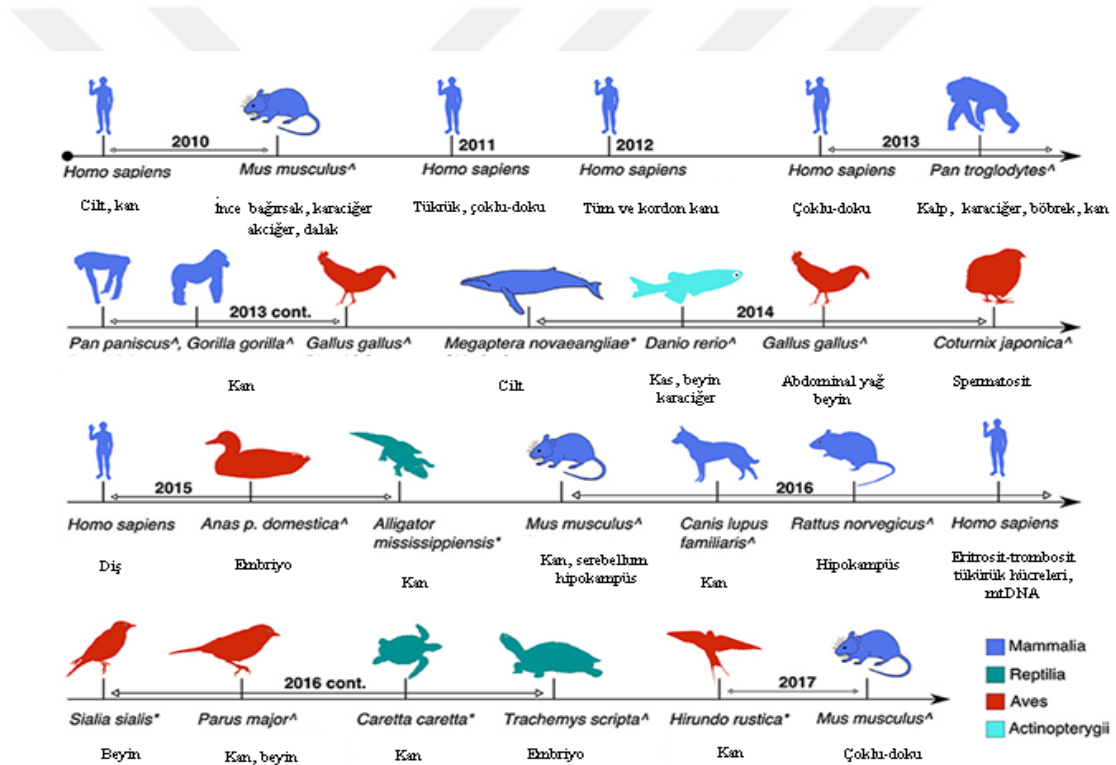 2010
2011
2012
2013
Homo sapiens
Mus musculus^
Homo sapiens
Homo sapiens
Homo sapiens
Pan troglodytes^
Cilt, kan
İnce bağırsak, karaciğer
akciğer, dalak
Tükrük, çoklu-doku
Tüm ve kordon kanı
Çoklu-doku
Kalp, karaciğer, böbrek, kan
2013 cont.
2014
Pan paniscus^, Gorilla gorilla^
Gallus gallus^
Megaptera novaeangliae*
Danio rerio^
Gallus gallus^
Coturnix japonica^
Kan
Cilt
Kas, beyin
karaciğer
Abdominal yağ
beyin
Spermatosit
2015
2016
Homo sapiens
Anas p. domestica^
Alligator
mississippiensis*
Mus musculus^
Canis lupus
familiaris^
Rattus norvegicus^
Homo sapiens
Diş
Embriyo
Kan
Kan, serebellum
hipokampüs
Kan
Hipokampüs
Eritrosit-trombosit
tükürük hücreleri,
mtDNA
2016 cont.
2017
Sialia sialis*
Parus major^
Caretta caretta*
Trachemys scripta^
Hirundo rustica*
Mus musculus^
Beyin
Kan, beyin
Kan
Embriyo
Kan
Çoklu-doku
Mammalia
Reptilia
Aves
Actinopterygii